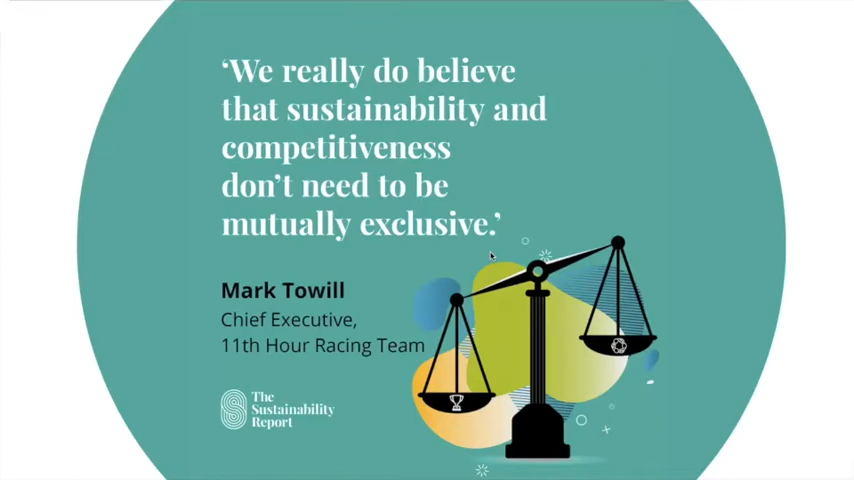 ‘We really do believe
that sustainability and
competitiveness
don’t need to be
mutually exclusive.’
Mark Towill
Chief Executive,
11th Hour Racing Team
The
Sustainability
Report